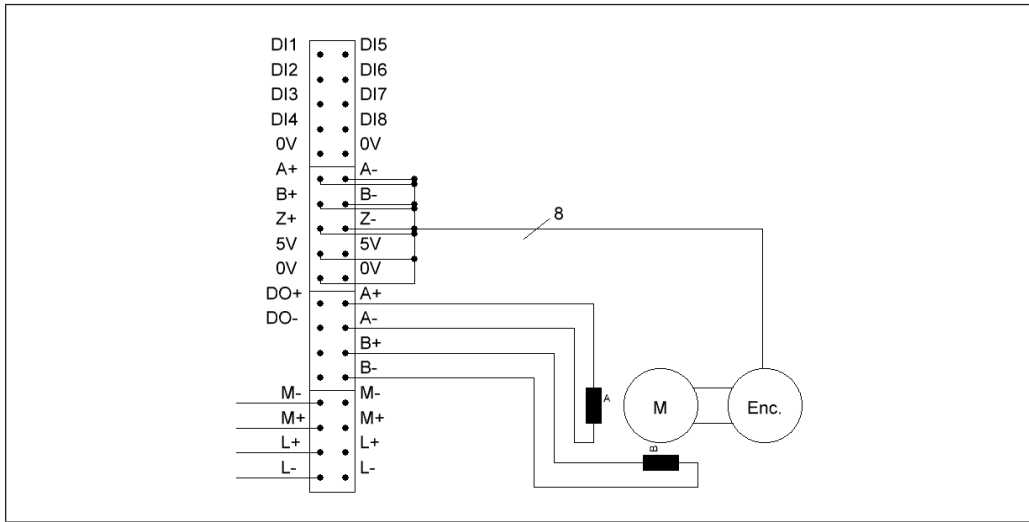 DI1 DI5
DI2 DI6
DI3 DI7
DI4 DI8
0V 0V
A+ A-
B+ B-
Z+ Z-
8
5V 5V
0V 0V
DO+ A+
DO- A-
B+
B-
M- M-
A
M Enc.
M+ M+
L+ L+
B
L- L-